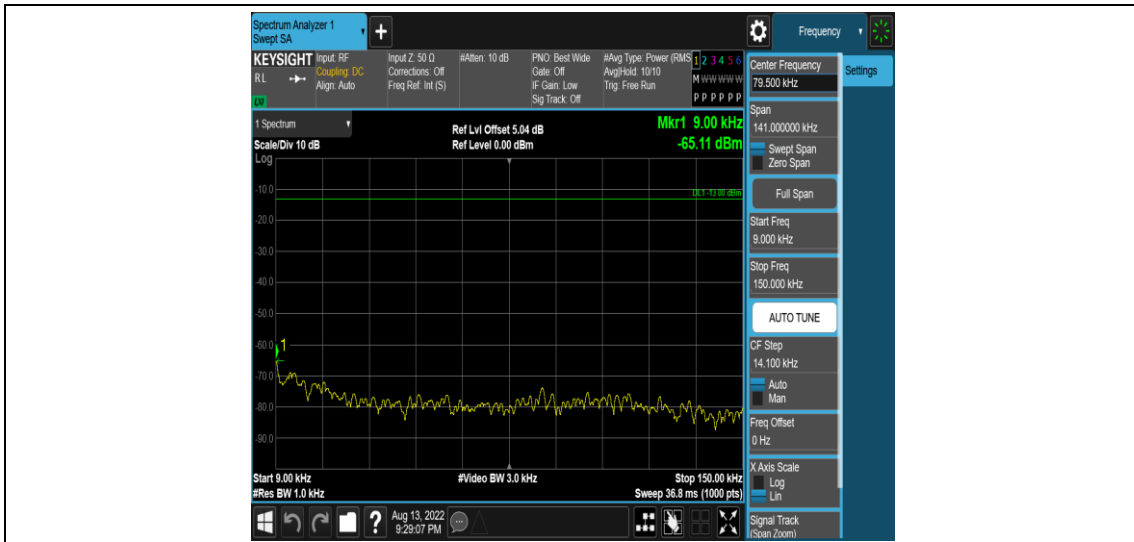 Spectrum Analyzer 1
Swept SA
+
Frequency
KEYSIGHT
RL
LXI
Input: RF
Coupling: DC
Align: Auto
Input Z: 50 Ω
Corrections: Off
Freq Ref: Int (S)
#Atten: 10 dB
PNO: Best Wide
Gate: Off
IF Gain: Low
Sig Track: Off
#Avg Type: Power (RMS
Avg|Hold: 10/10
Trig: Free Run
1 2 3 4 5 6
M W W W W W
P P P P P P
1 Spectrum
Scale/Div 10 dB
Ref Lvl Offset 5.04 dB
Ref Level 0.00 dBm
Mkr1 9.00 kHz
-65.11 dBm
Log
DL1 -13.00 dBm
-10.0
-20.0
-30.0
-40.0
-50.0
-60.0
1
-70.0
-80.0
-90.0
Start 9.00 kHz
#Res BW 1.0 kHz
#Video BW 3.0 kHz
Stop 150.00 kHz
Sweep 36.8 ms (1000 pts)
Aug 13, 2022
9:29:07 PM
?
Center Frequency
79.500 kHz
Settings
Span
141.000000 kHz
Swept Span
Zero Span
Full Span
Start Freq
9.000 kHz
Stop Freq
150.000 kHz
AUTO TUNE
CF Step
14.100 kHz
Auto
Man
Freq Offset
0 Hz
X Axis Scale
Log
Lin
Signal Track
(Span Zoom)